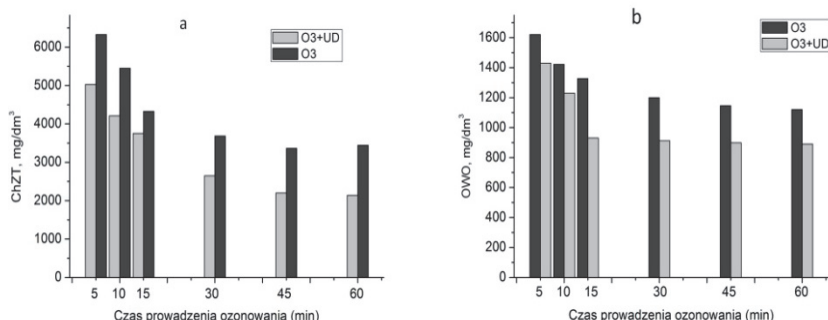 a
O3+UD
O3
6000
5000
4000
3000
2000
1000
0
ChZT, mg/dm³
5 10 15 30 45 60
Czas prowadzenia ozonowania (min)
b
O3
O3+UD
1600
1400
1200
1000
800
600
400
200
0
OWO, mg/dm³
5 10 15 30 45 60
Czas prowadzenia ozonowania (min)